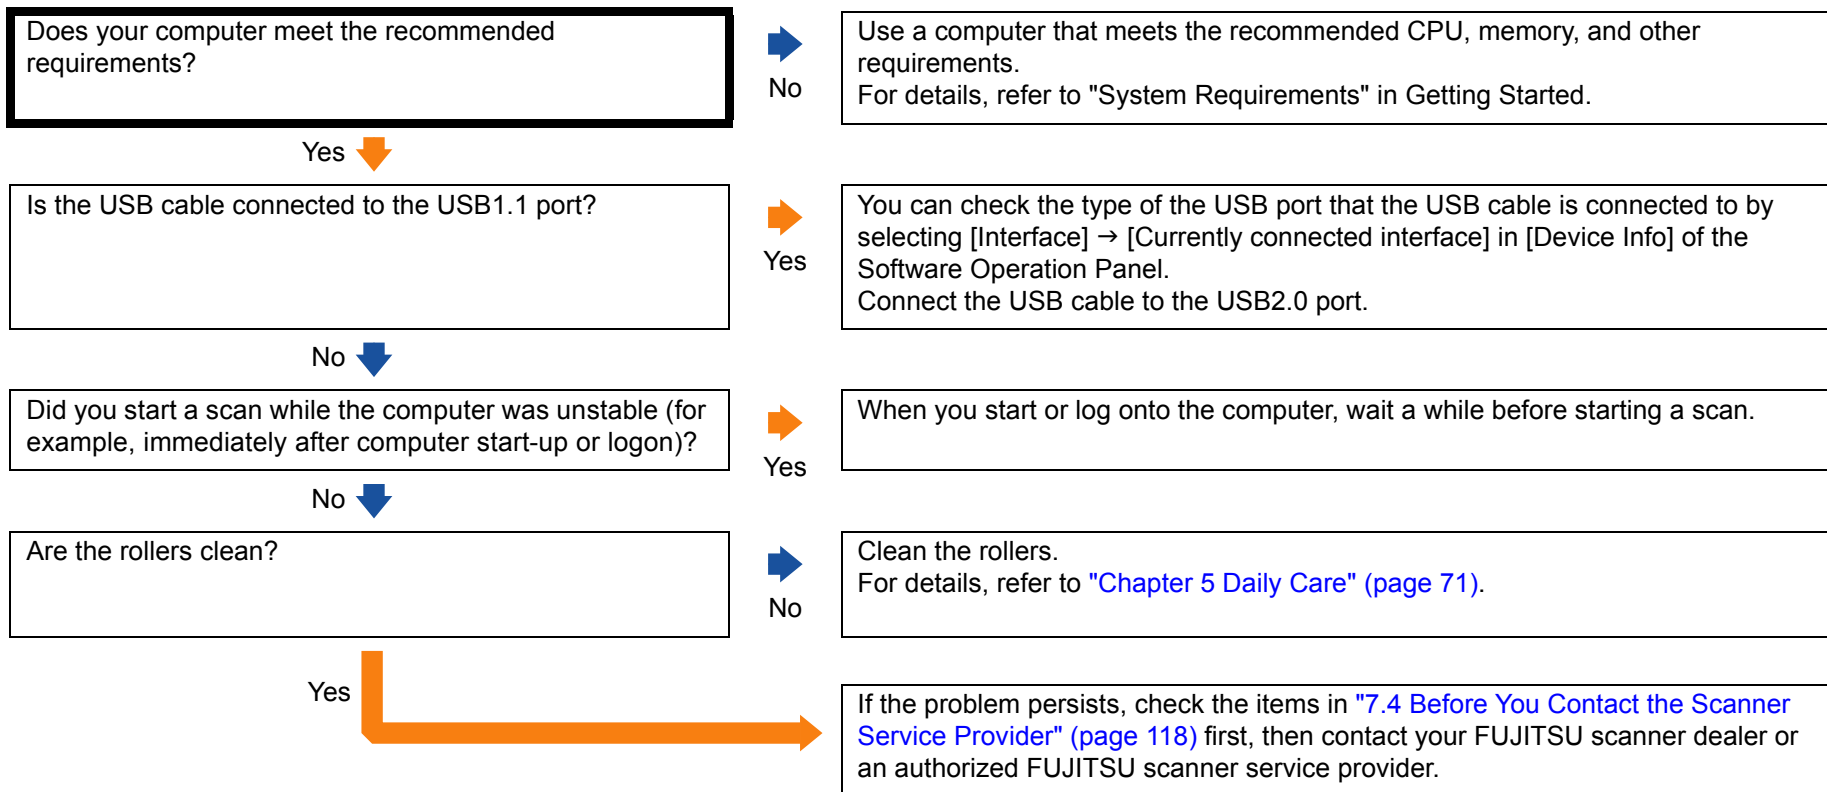 Does your computer meet the recommended
requirements?
No
Use a computer that meets the recommended CPU, memory, and other
requirements.
For details, refer to "System Requirements" in Getting Started.
Yes
Is the USB cable connected to the USB1.1 port?
Yes
You can check the type of the USB port that the USB cable is connected to by
selecting [Interface] → [Currently connected interface] in [Device Info] of the
Software Operation Panel.
Connect the USB cable to the USB2.0 port.
No
Did you start a scan while the computer was unstable (for
example, immediately after computer start-up or logon)?
Yes
When you start or log onto the computer, wait a while before starting a scan.
No
Are the rollers clean?
No
Clean the rollers.
For details, refer to "Chapter 5 Daily Care" (page 71).
Yes
If the problem persists, check the items in "7.4 Before You Contact the Scanner
Service Provider" (page 118) first, then contact your FUJITSU scanner dealer or
an authorized FUJITSU scanner service provider.